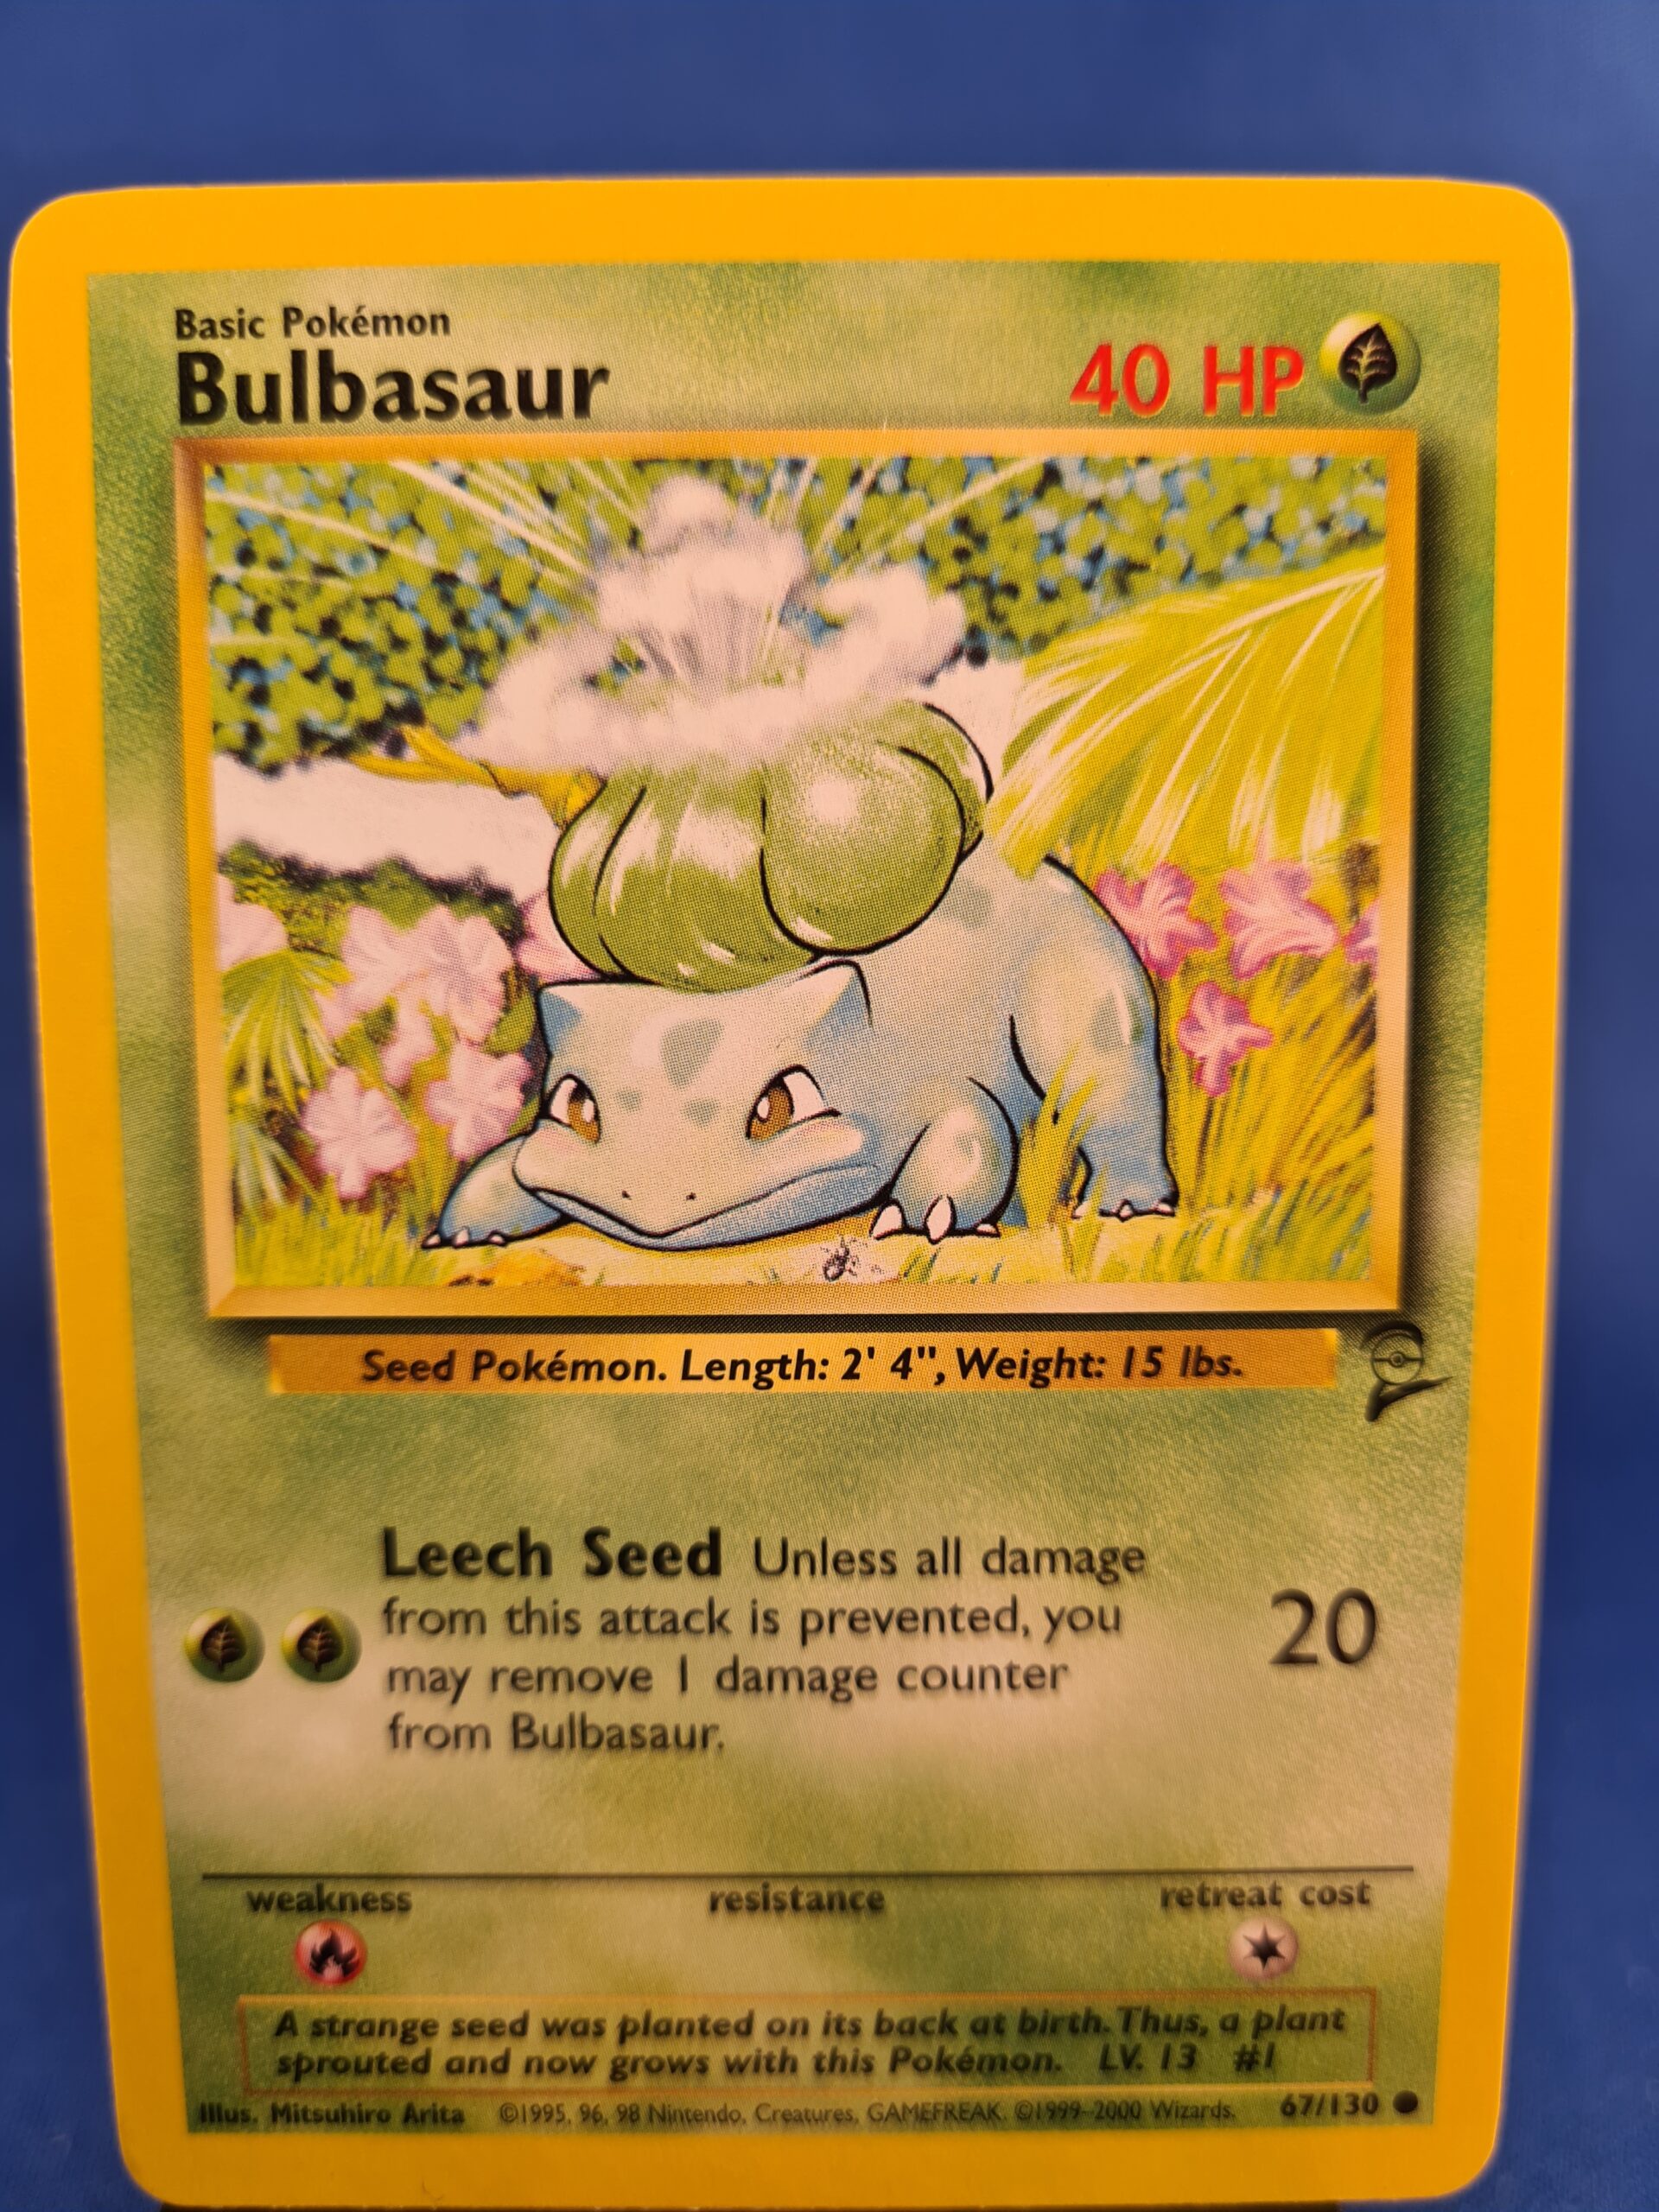 Basic Pokémon
Bulbasaur
40 HP
Seed Pokémon. Length: 2' 4", Weight: 15 lbs.
Leech Seed Unless all damage
from this attack is prevented, you
may remove 1 damage counter
from Bulbasaur.
20
weakness resistance retreat cost
A strange seed was planted on its back at birth. Thus, a plant
sprouted and now grows with this Pokémon. LV. 13 #1
Illus. Mitsuhiro Arita ©1995, 96, 98 Nintendo, Creatures, GAMEFREAK. ©1999-2000 Wizards. 67/130